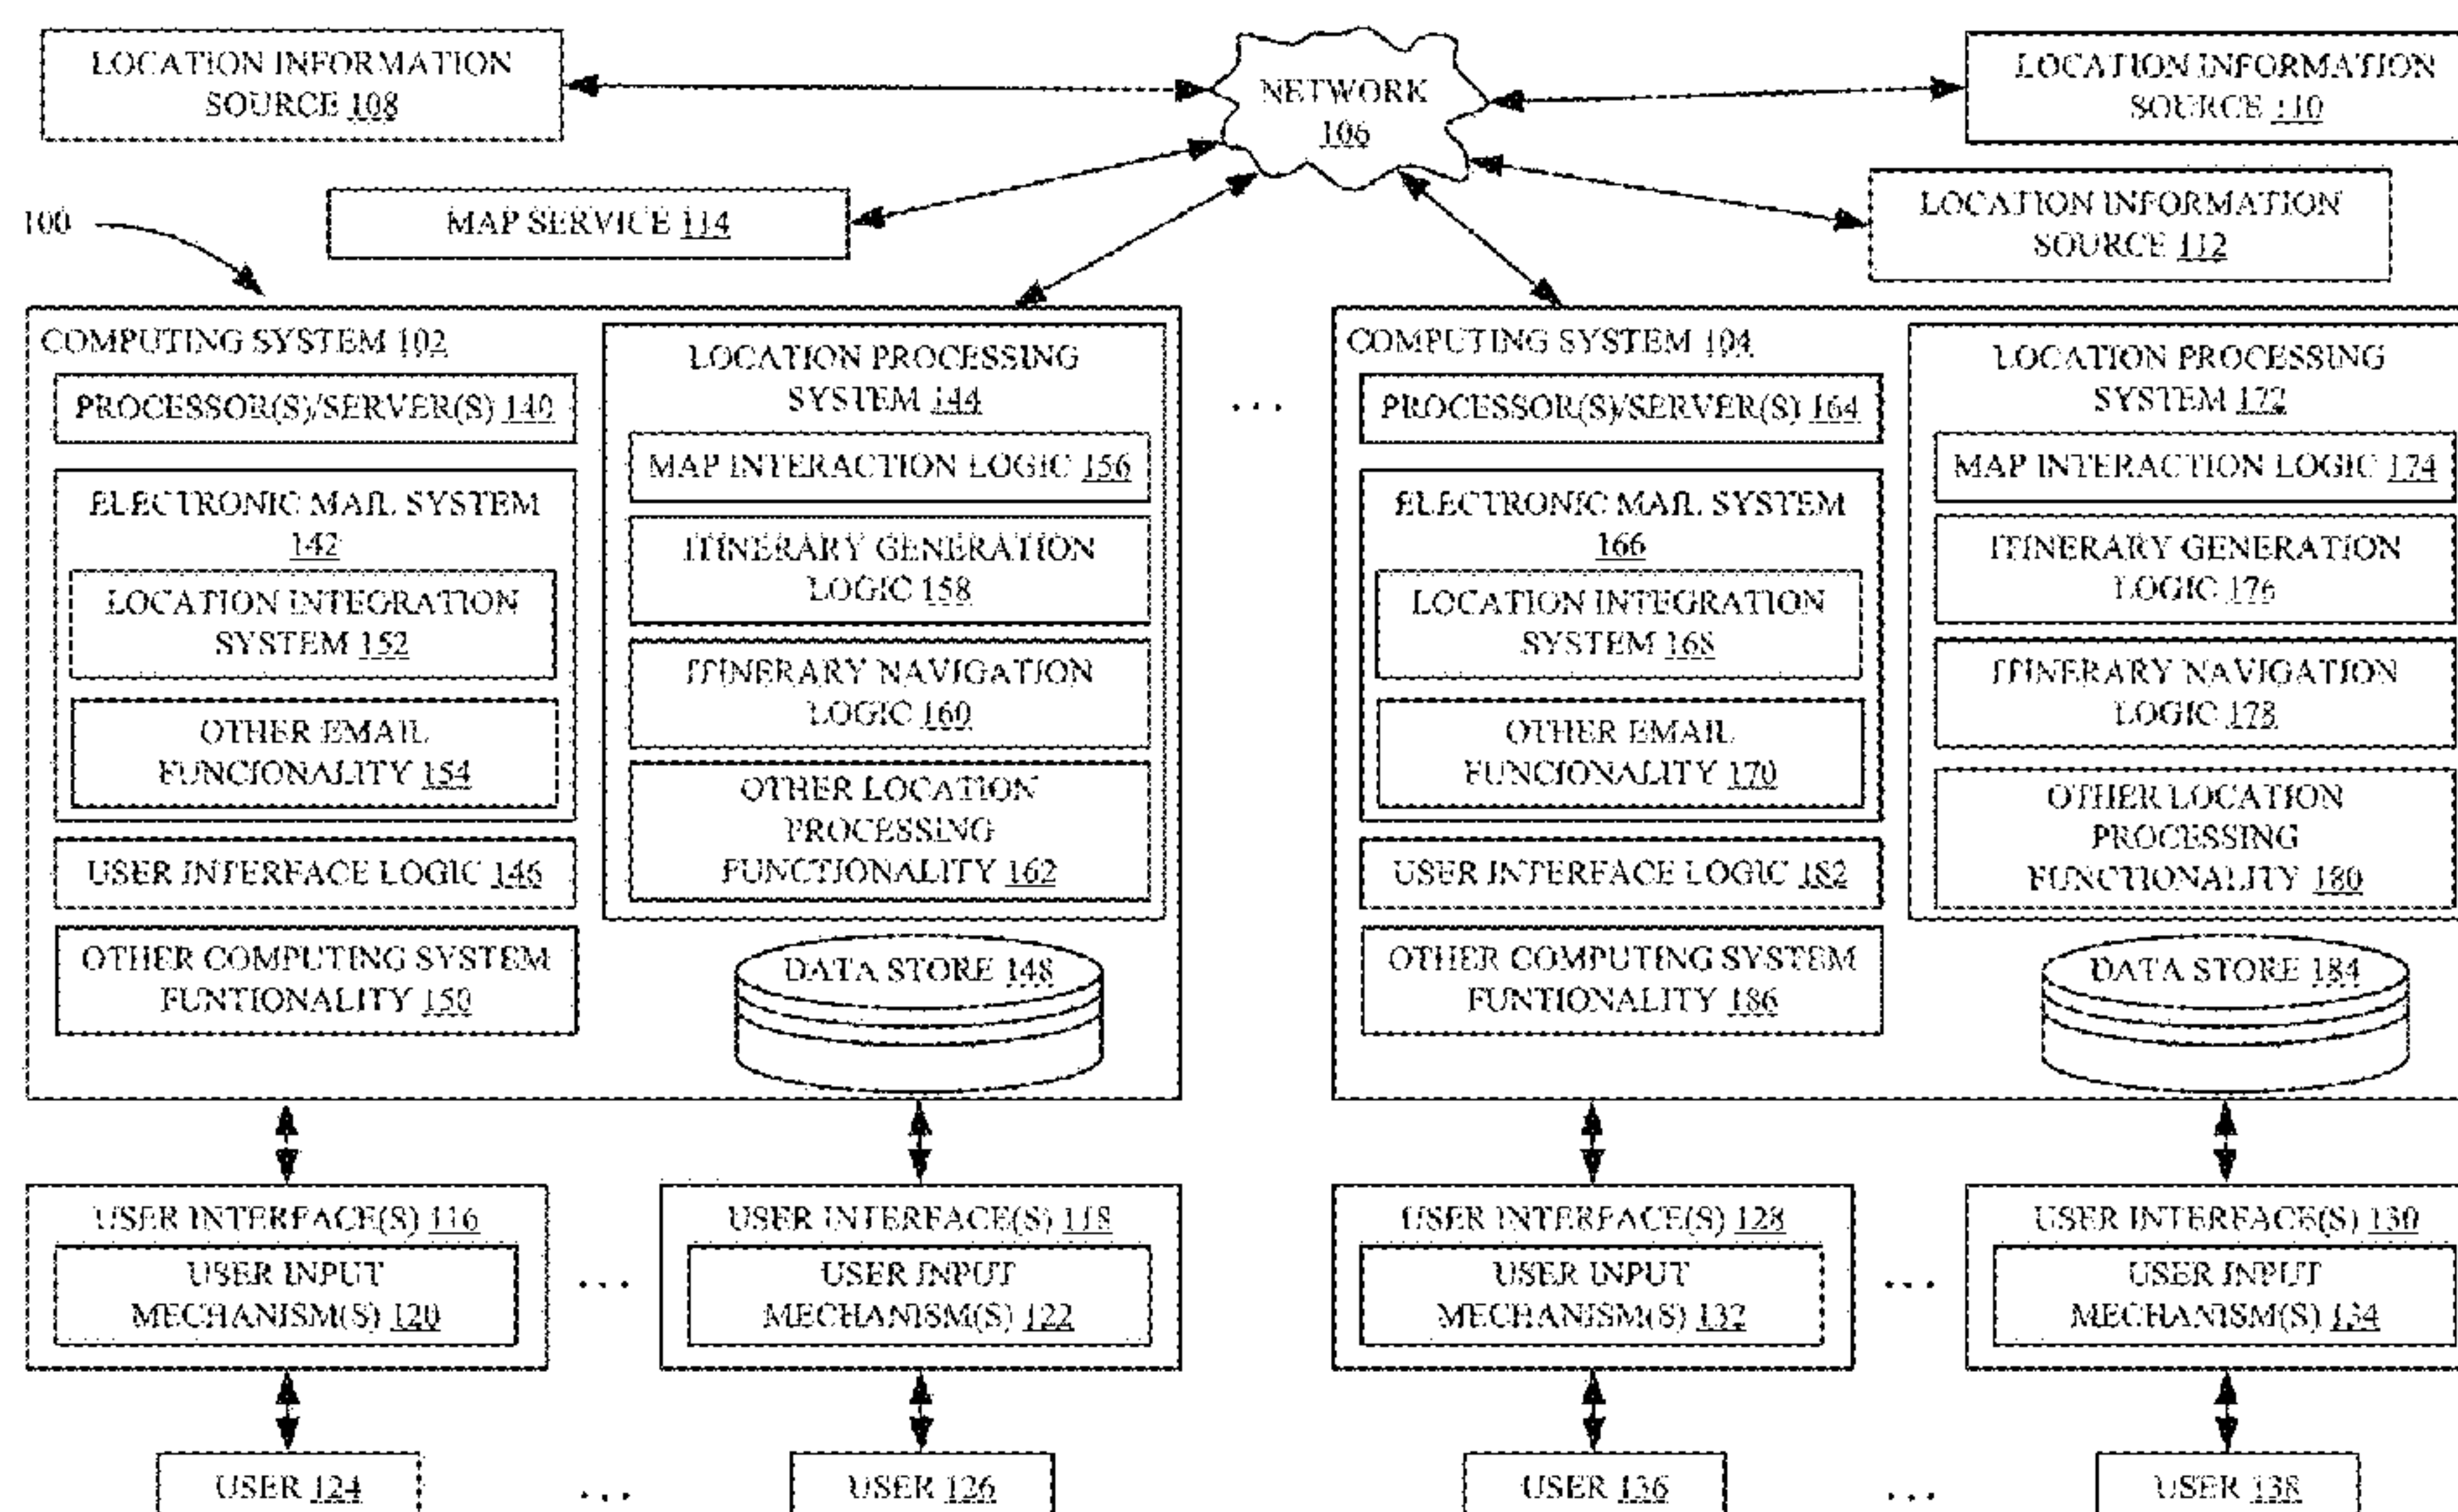 LOCATION INFORMATION
SOURCE 108
NETWORK
106
LOCATION INFORMATION
SOURCE 110
100
MAP SERVICE 114
LOCATION INFORMATION
SOURCE 112
COMPUTING SYSTEM 102
PROCESSOR(S)/SERVER(S) 140
ELECTRONIC MAIL SYSTEM
142
LOCATION INTEGRATION
SYSTEM 152
OTHER EMAIL
FUNCIONALITY 154
USER INTERFACE LOGIC 146
OTHER COMPUTING SYSTEM
FUNTIONALITY 150
LOCATION PROCESSING
SYSTEM 144
MAP INTERACTION LOGIC 156
ITINERARY GENERATION
LOGIC 158
ITINERARY NAVIGATION
LOGIC 160
OTHER LOCATION
PROCESSING
FUNCTIONALITY 162
DATA STORE 148
...
COMPUTING SYSTEM 104
PROCESSOR(S)/SERVER(S) 164
ELECTRONIC MAIL SYSTEM
166
LOCATION INTEGRATION
SYSTEM 168
OTHER EMAIL
FUNCIONALITY 170
USER INTERFACE LOGIC 182
OTHER COMPUTING SYSTEM
FUNTIONALITY 186
LOCATION PROCESSING
SYSTEM 172
MAP INTERACTION LOGIC 174
ITINERARY GENERATION
LOGIC 176
ITINERARY NAVIGATION
LOGIC 178
OTHER LOCATION
PROCESSING
FUNCTIONALITY 180
DATA STORE 184
USER INTERFACE(S) 116
USER INPUT
MECHANISM(S) 120
...
USER INTERFACE(S) 118
USER INPUT
MECHANISM(S) 122
USER INTERFACE(S) 128
USER INPUT
MECHANISM(S) 132
...
USER INTERFACE(S) 130
USER INPUT
MECHANISM(S) 134
USER 124
...
USER 126
USER 136
...
USER 138